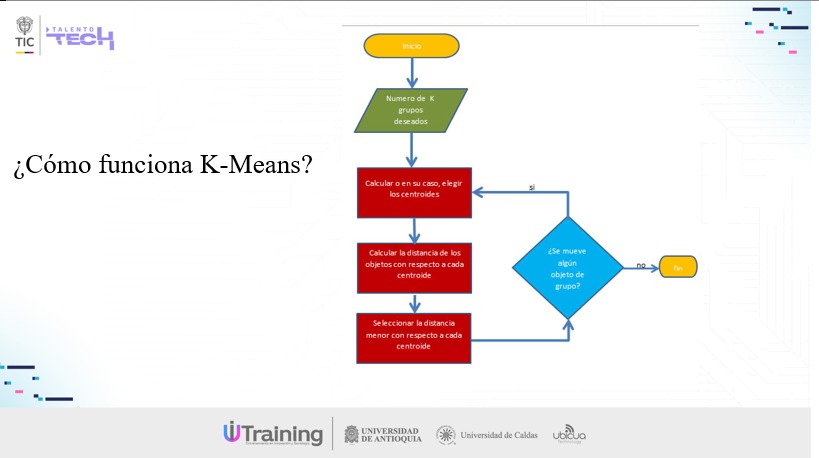 TIC
TALENTO
TECH
¿Cómo funciona K-Means?
Inicio
Numero de K
grupos
deseados
Calcular o en su caso, elegir
los centroides
Calcular la distancia de los
objetos con respecto a cada
centroide
Seleccionar la distancia
menor con respecto a cada
centroide
si
¿Se mueve
algún
objeto de
grupo?
no
fin
UTraining
UNIVERSIDAD
DE ANTIOQUIA
Universidad de Caldas
ubicua
Technology